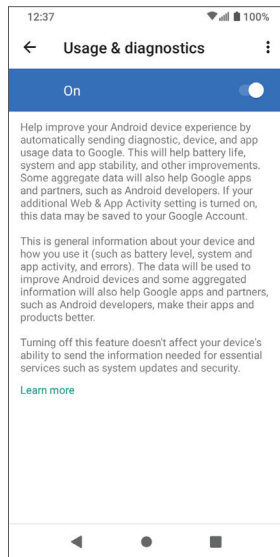 12:37
100%
Usage & diagnostics
On
Help improve your Android device experience by
automatically sending diagnostic, device, and app
usage data to Google. This will help battery life,
system and app stability, and other improvements.
Some aggregate data will also help Google apps
and partners, such as Android developers. If your
additional Web & App Activity setting is turned on,
this data may be saved to your Google Account.
This is general information about your device and
how you use it (such as battery level, system and
app activity, and errors). The data will be used to
improve Android devices and some aggregated
information will also help Google apps and partners,
such as Android developers, make their apps and
products better.
Turning off this feature doesn't affect your device's
ability to send the information needed for essential
services such as system updates and security.
Learn more